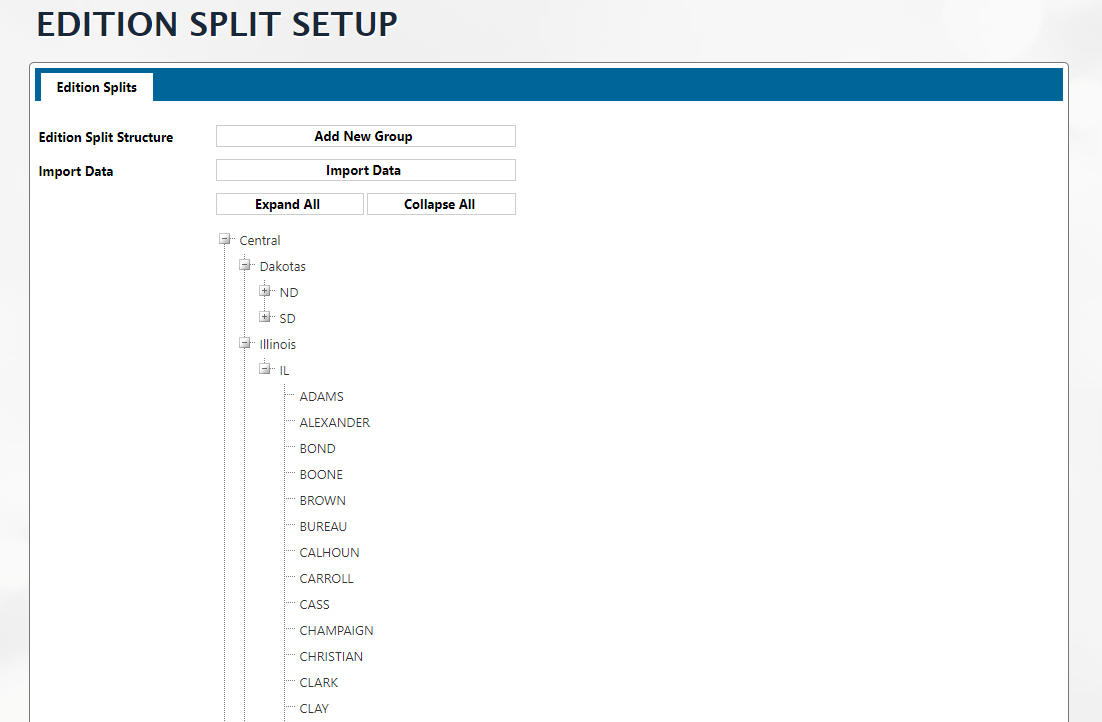 EDITION SPLIT SETUP
Edition Splits
Edition Split Structure Add New Group
Import Data Import Data
Expand All Collapse All
Central
Dakotas
ND
SD
Illinois
IL
ADAMS
ALEXANDER
BOND
BOONE
BROWN
BUREAU
CALHOUN
CARROLL
CASS
CHAMPAIGN
CHRISTIAN
CLARK
CLAY